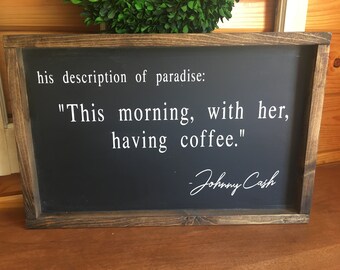 his description of paradise:
"This morning, with her,
having coffee."
-Johnny Cash